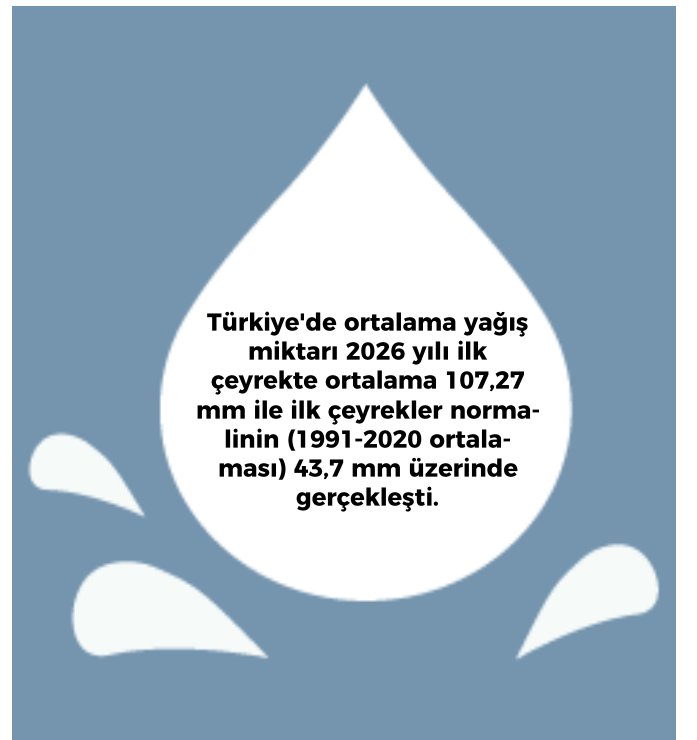 Türkiye'de ortalama yağış
miktarı 2026 yılı ilk
çeyrekte ortalama 107,27
mm ile ilk çeyrekler norma-
linin (1991-2020 ortala-
ması) 43,7 mm üzerinde
gerçekleşti.